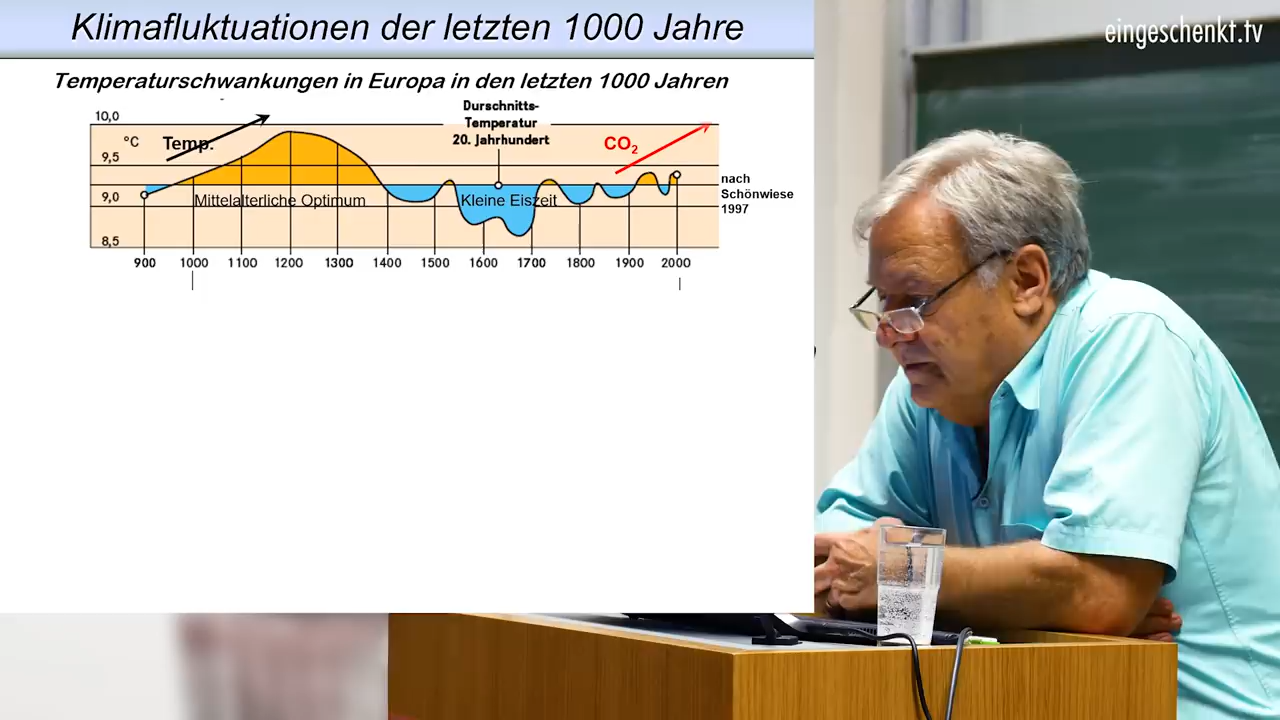 Klimafluktuationen der letzten 1000 Jahre
eingeschenkt.tv
Temperaturschwankungen in Europa in den letzten 1000 Jahren
Durschnitts-
Temperatur
20. Jahrhundert
10,0
°C
Temp.
CO2
9,5
9,0
8,5
Mittelalterliche Optimum
Kleine Eiszeit
nach
Schönwiese
1997
900 1000 1100 1200 1300 1400 1500 1600 1700 1800 1900 2000